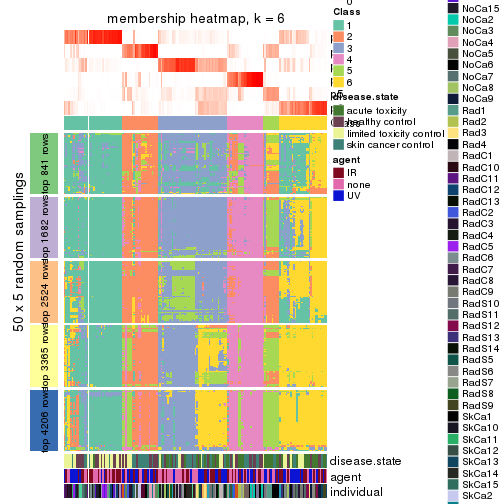 membership heatmap, k = 6
50 x 5 random samplings
top 841 rows
top 1682 rows
top 2524 rows
top 3365 rows
top 4206 rows
disease.state
agent
individual
Class
1
2
3
4
5
6
disease.state
acute toxicity
healthy control
limited toxicity control
skin cancer control
agent
IR
none
UV
NoCa15
NoCa2
NoCa3
NoCa4
NoCa5
NoCa6
NoCa7
NoCa8
NoCa9
Rad1
Rad2
Rad3
Rad4
RadC1
RadC10
RadC11
RadC12
RadC13
RadC2
RadC3
RadC4
RadC5
RadC6
RadC7
RadC8
RadC9
RadS10
RadS11
RadS12
RadS13
RadS14
RadS5
RadS6
RadS7
RadS8
RadS9
SkCa1
SkCa10
SkCa11
SkCa12
SkCa13
SkCa14
SkCa15
SkCa2